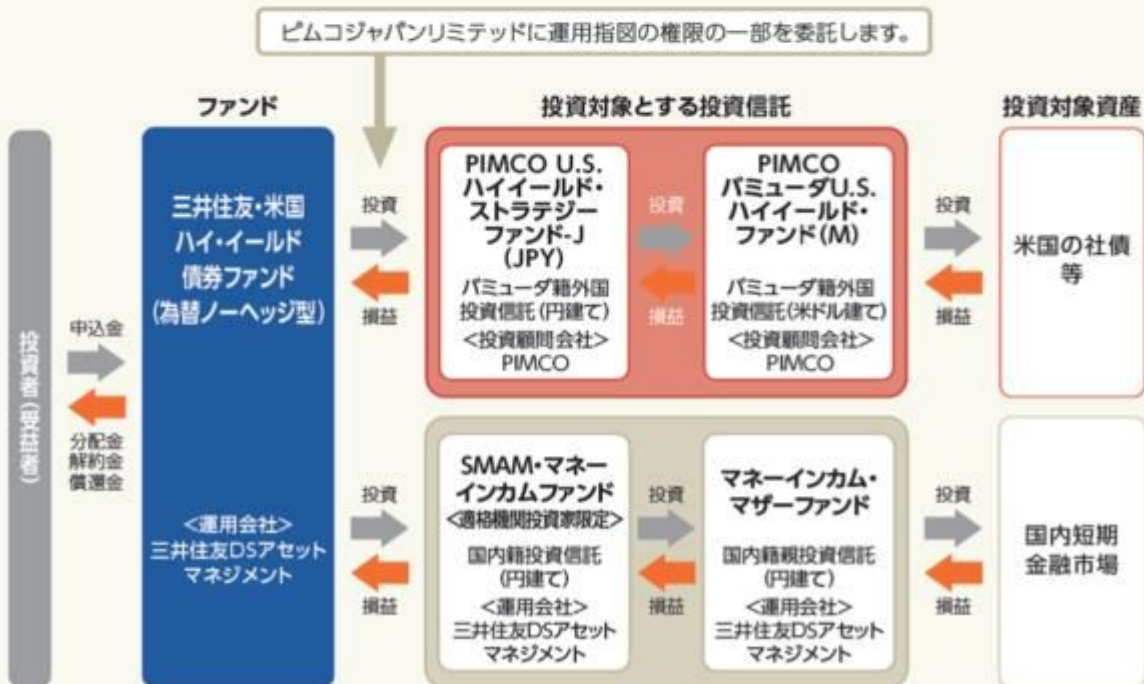 ピムコジャパンリミテッドに運用指図の権限の一部を委託します。
ファンド
投資対象とする投資信託
投資対象資産
投資者(受益者)
申込金
分配金
解約金
償還金
三井住友・米国
ハイ・イールド
債券ファンド
(為替ノーヘッジ型)
<運用会社>
三井住友DSアセット
マネジメント
投資
損益
PIMCO U.S.
ハイイールド・
ストラテジー
ファンド-J
(JPY)
バミューダ籍外国
投資信託(円建て)
<投資顧問会社>
PIMCO
投資
損益
PIMCO
バミューダU.S.
ハイイールド・
ファンド(M)
バミューダ籍外国
投資信託(米ドル建て)
<投資顧問会社>
PIMCO
投資
損益
米国の社債
等
投資
損益
SMAM・マネー
インカムファンド
<適格機関投資家限定>
国内籍投資信託
(円建て)
<運用会社>
三井住友DSアセット
マネジメント
投資
損益
マネーインカム・
マザーファンド
国内籍親投資信託
(円建て)
<運用会社>
三井住友DSアセット
マネジメント
投資
損益
国内短期
金融市場